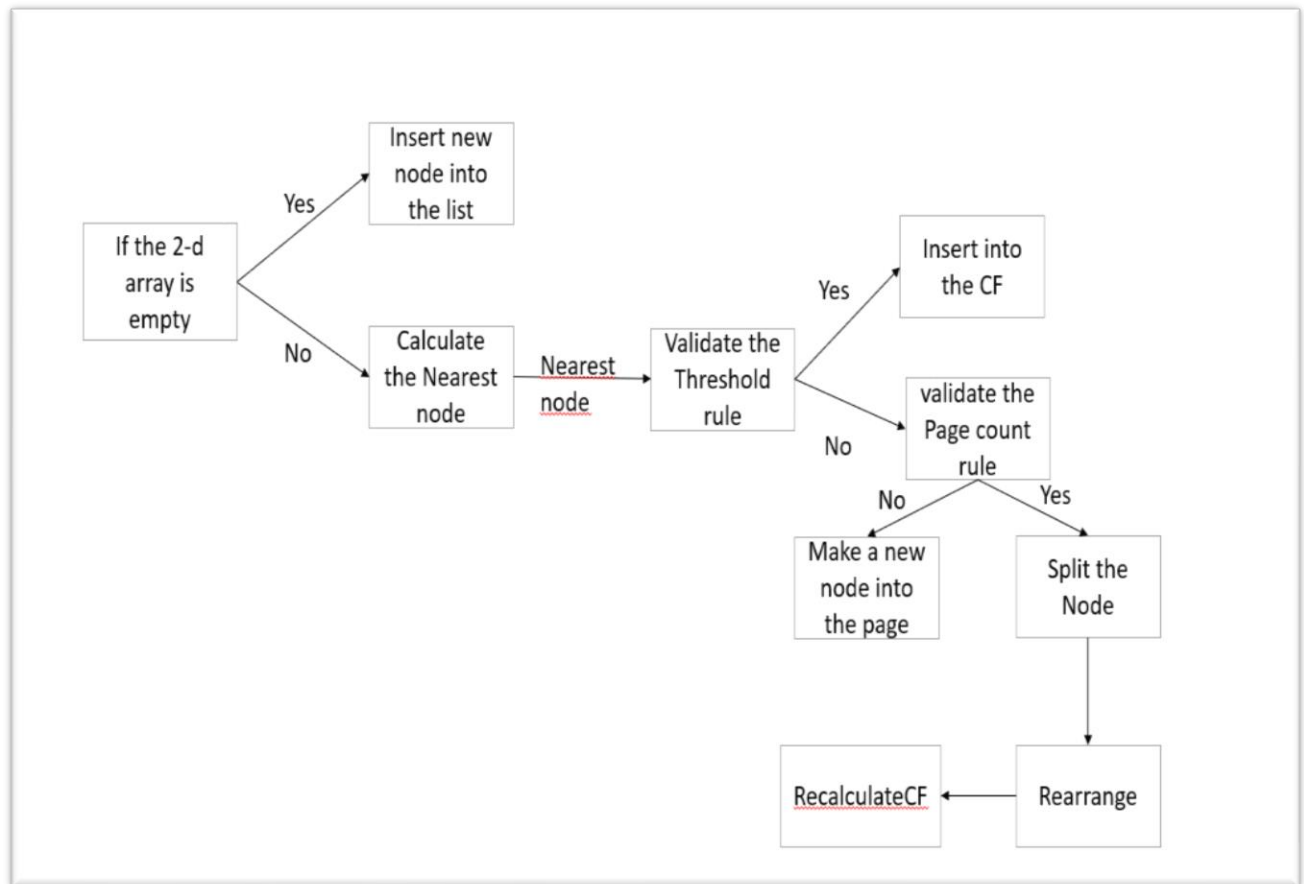 Insert new
node into
the list
Yes
If the 2-d
array is
empty
No
Calculate
the Nearest
node
Nearest
node
Validate the
Threshold
rule
Yes
Insert into
the CF
No
validate the
Page count
rule
No
Yes
Make a new
node into
the page
Split the
Node
Rearrange
RecalculateCF